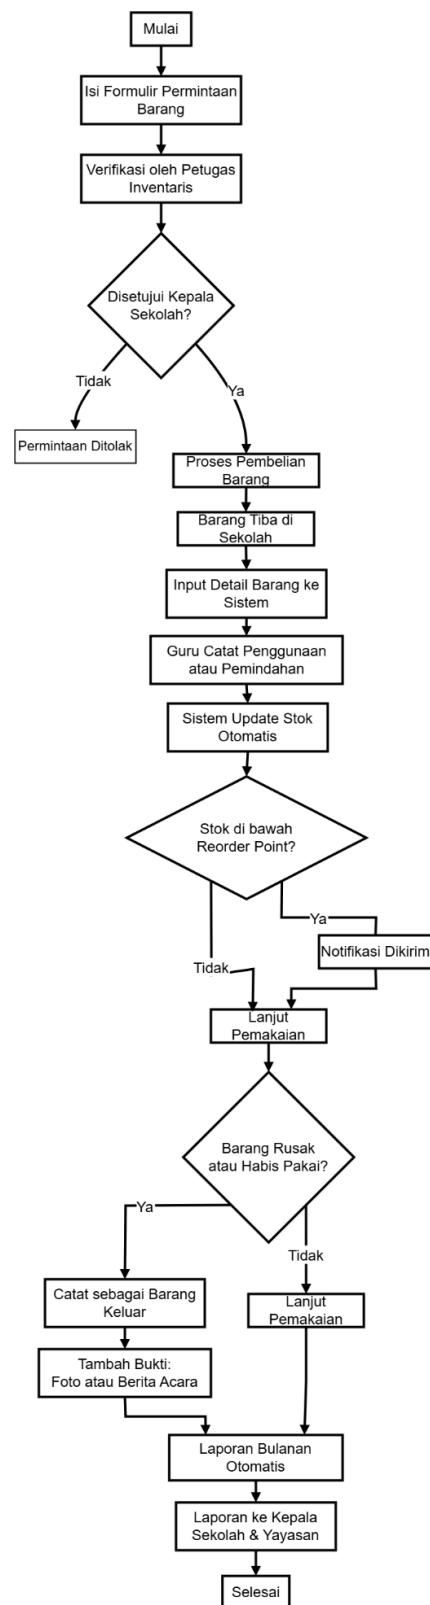 Mulai
Isi Formulir Permintaan
Barang
Verifikasi oleh Petugas
Inventaris
Disetujui Kepala
Sekolah?
Tidak
Ya
Permintaan Ditolak
Proses Pembelian
Barang
Barang Tiba di
Sekolah
Input Detail Barang ke
Sistem
Guru Catat Penggunaan
atau Pemindahan
Sistem Update Stok
Otomatis
Stok di bawah
Reorder Point?
Ya
Notifikasi Dikirim
Tidak
Lanjut
Pemakaian
Barang Rusak
atau Habis Pakai?
Ya
Tidak
Catat sebagai Barang
Keluar
Lanjut
Pemakaian
Tambah Bukti:
Foto atau Berita Acara
Laporan Bulanan
Otomatis
Laporan ke Kepala
Sekolah & Yayasan
Selesai